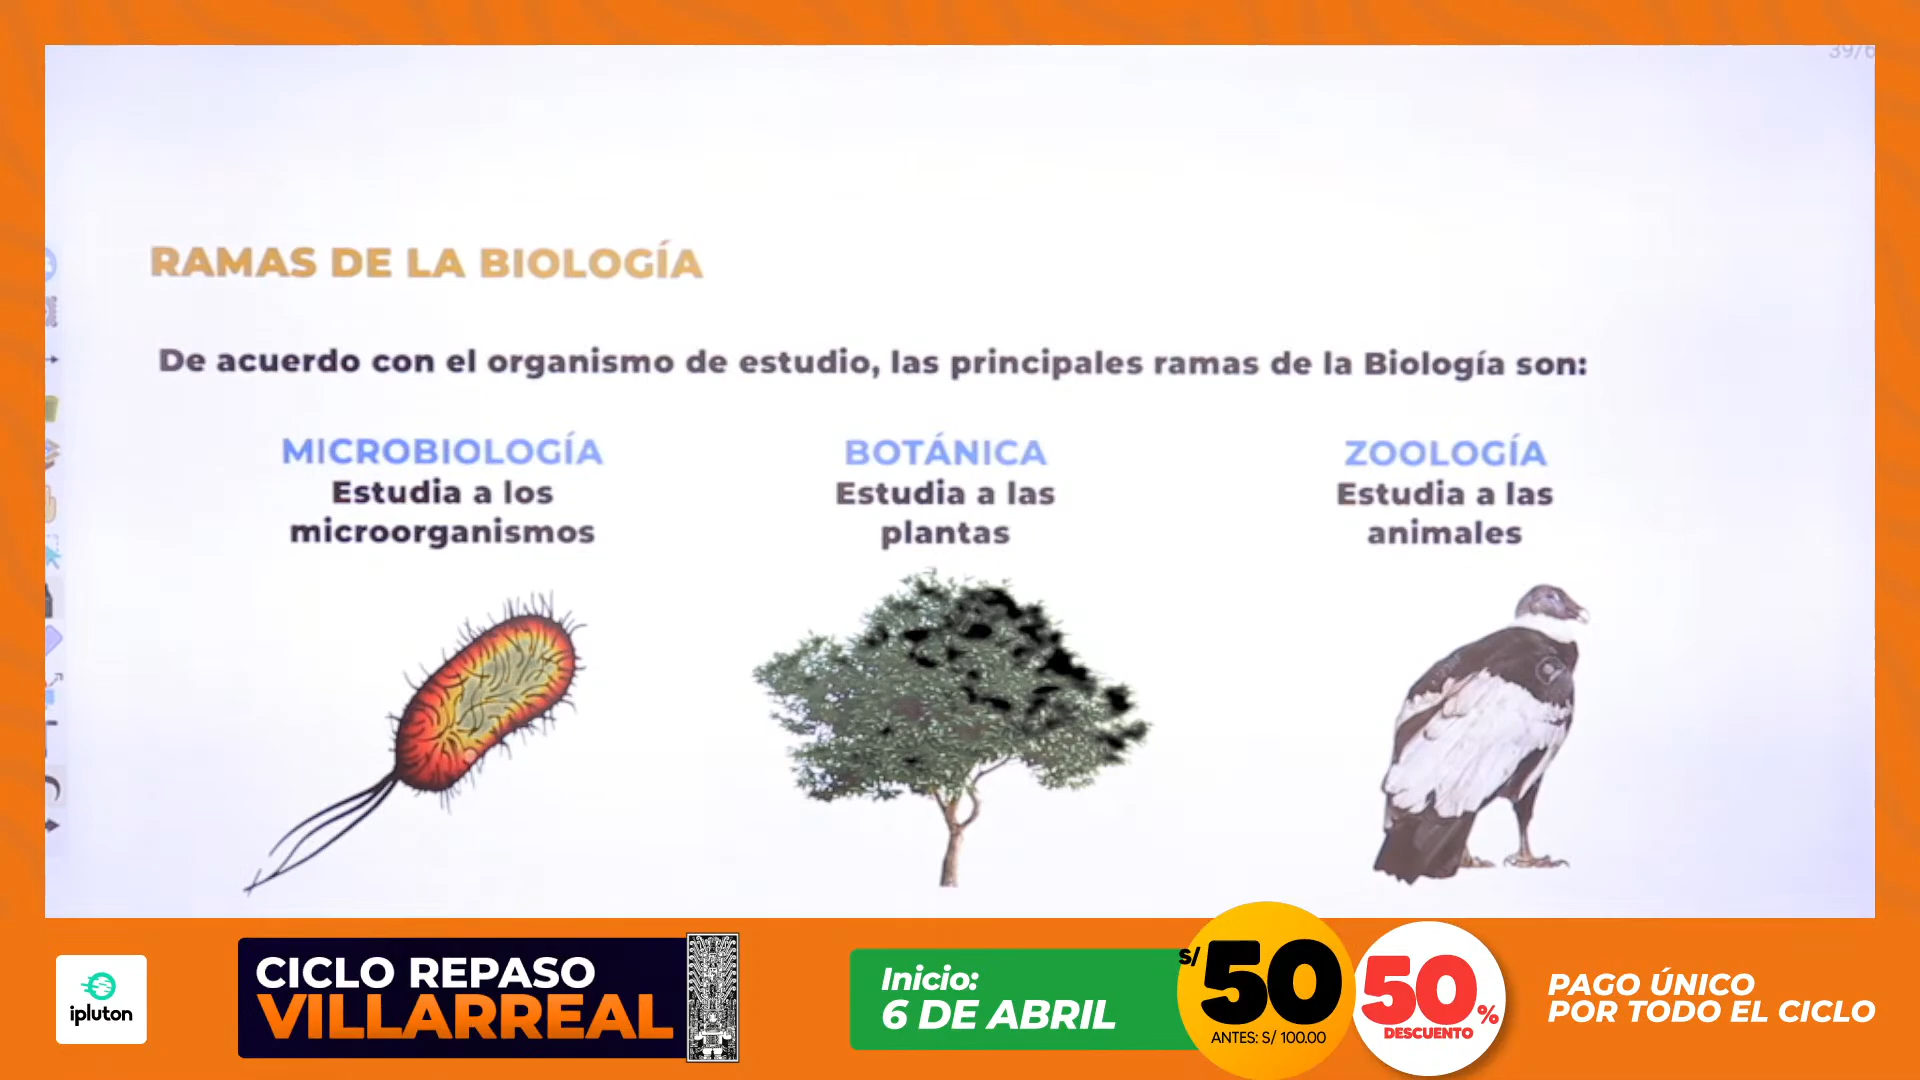 RAMAS DE LA BIOLOGÍA
De acuerdo con el organismo de estudio, las principales ramas de la Biología son:
MICROBIOLOGÍA
Estudia a los
microorganismos
BOTÁNICA
Estudia a las
plantas
ZOOLOGÍA
Estudia a las
animales
ipluton
CICLO REPASO
VILLARREAL
Inicio:
6 DE ABRIL
S/ 50
ANTES: S/ 100.00
50%
DESCUENTO
PAGO ÚNICO
POR TODO EL CICLO